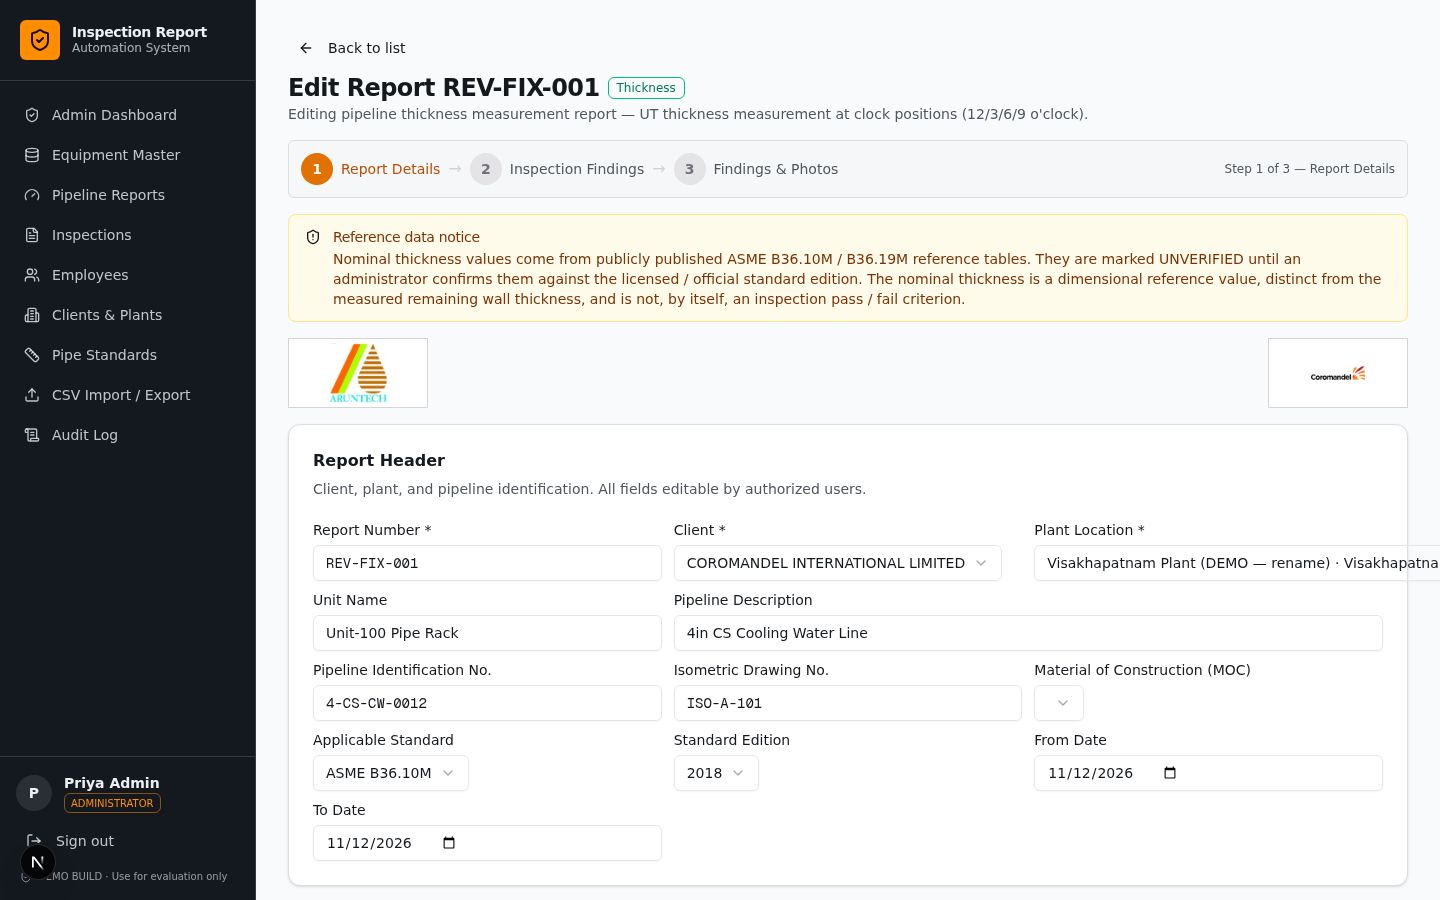 Inspection Report
Automation System
Admin Dashboard
Equipment Master
Pipeline Reports
Inspections
Employees
Clients & Plants
Pipe Standards
CSV Import / Export
Audit Log
P
Priya Admin
ADMINISTRATOR
Sign out
N
EMO BUILD · Use for evaluation only
Back to list
Edit Report REV-FIX-001 Thickness
Editing pipeline thickness measurement report — UT thickness measurement at clock positions (12/3/6/9 o'clock).
1 Report Details → 2 Inspection Findings → 3 Findings & Photos
Step 1 of 3 — Report Details
Reference data notice
Nominal thickness values come from publicly published ASME B36.10M / B36.19M reference tables. They are marked UNVERIFIED until an
administrator confirms them against the licensed / official standard edition. The nominal thickness is a dimensional reference value, distinct from the
measured remaining wall thickness, and is not, by itself, an inspection pass / fail criterion.
ARUNTECH
Coromandel
Report Header
Client, plant, and pipeline identification. All fields editable by authorized users.
Report Number *
REV-FIX-001
Client *
COROMANDEL INTERNATIONAL LIMITED
Plant Location *
Visakhapatnam Plant (DEMO — rename) · Visakhapatna
Unit Name
Unit-100 Pipe Rack
Pipeline Description
4in CS Cooling Water Line
Pipeline Identification No.
4-CS-CW-0012
Isometric Drawing No.
ISO-A-101
Material of Construction (MOC)
Applicable Standard
ASME B36.10M
Standard Edition
2018
From Date
11/12/2026
To Date
11/12/2026